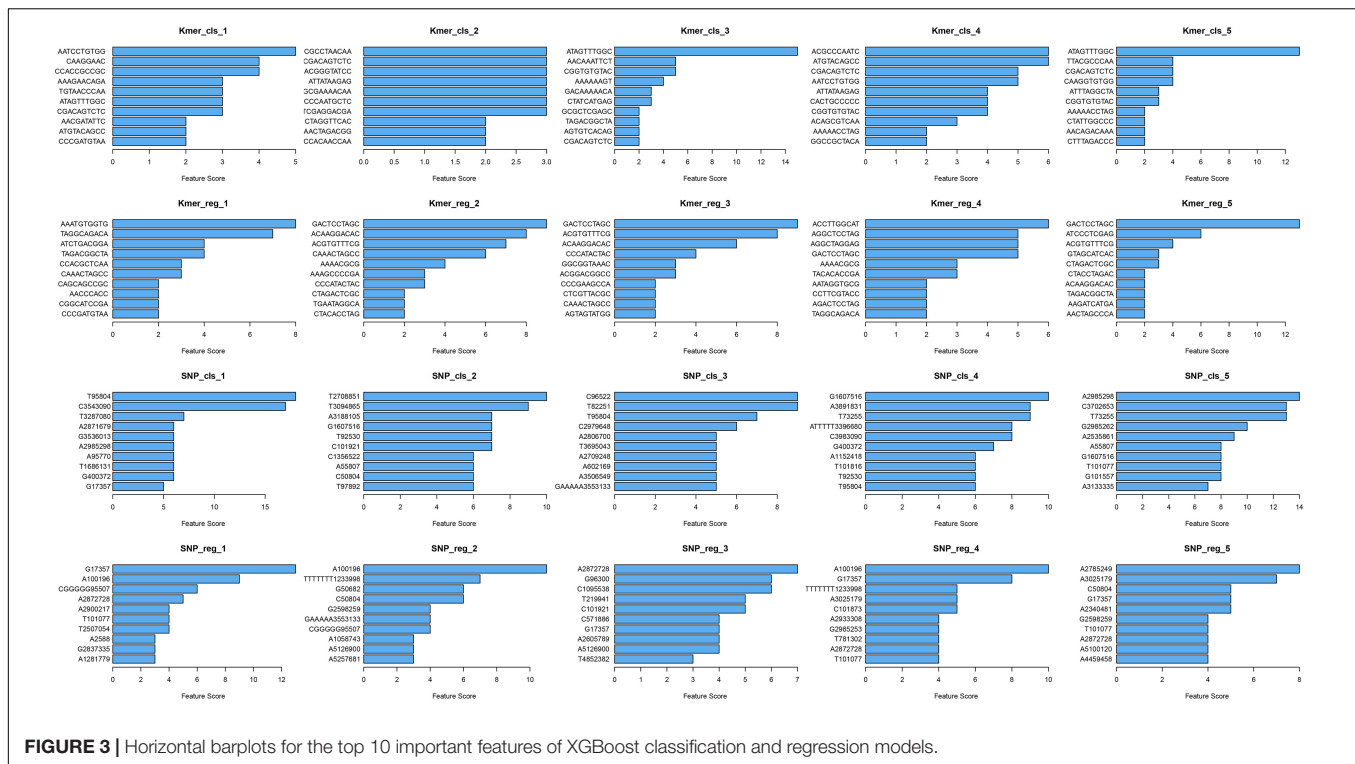 Kmer_cls_1
AATCCTGTGG
CAAGGAAC
CCACCGCCGC
AAAGAACAGA
TGTAACCCAA
ATAGTTTGGC
CGACAGTCTC
AACGATATTC
ATGTACAGCC
CCCGATGTAA
0 1 2 3 4 5
Feature Score
Kmer_cls_2
CGCCTAACAA
CGACAGTCTC
ACGGGTATCC
ATTATAAGAG
GCGAAAACAA
CCCAATGCTC
TCGAGGACGA
CTAGGTTCAC
AACTAGACGG
CCACAACCAA
0.0 0.5 1.0 1.5 2.0 2.5 3.0
Feature Score
Kmer_cls_3
ATAGTTTGGC
AACAAATTCT
CGGTGTGTAC
AAAAAAGT
GACAAAAACA
CTATCATGAG
GCGCTCGAGC
TAGACGGCTA
AGTGTCACAG
CGACAGTCTC
0 2 4 6 8 10 12 14
Feature Score
Kmer_cls_4
ACGCCCAATC
ATGTACAGCC
CGACAGTCTC
AATCCTGTGG
ATTATAAGAG
CACTGCCCCC
CGGTGTGTAC
ACAGCGTCAA
AAAAACCTAG
GGCCGCTACA
0 1 2 3 4 5 6
Feature Score
Kmer_cls_5
ATAGTTTGGC
TTACGCCCAA
CGACAGTCTC
CAAGGTGTGG
ATTTAGGCTA
CGGTGTGTAC
AAAAACCTAG
CTATTGGCCC
AACAGACAAA
CTTTAGACCC
0 2 4 6 8 10 12
Feature Score
Kmer_reg_1
AAATGTGGTG
TAGGCAGACA
ATCTGACGGA
TAGACGGCTA
CCACGCTCAA
CAAACTAGCC
CAGCAGCCGC
AACCCACC
CGGCATCCGA
CCCGATGTAA
0 2 4 6 8
Feature Score
Kmer_reg_2
GACTCCTAGC
ACAAGGACAC
ACGTGTTTCG
CAAACTAGCC
AAAACGCG
AAAGCCCCGA
CCCATACTAC
CTAGACTCGC
TGAATAGGCA
CTACACCTAG
0 2 4 6 8
Feature Score
Kmer_reg_3
GACTCCTAGC
ACGTGTTTCG
ACAAGGACAC
CCCATACTAC
GGCGGTAAAC
ACGGACGGCC
CCCGAAGCCA
CTCGTTACGC
CAAACTAGCC
AGTAGTATGG
0 2 4 6 8
Feature Score
Kmer_reg_4
ACCTTGGCAT
AGGCTCCTAG
AGGCTAGGAG
GACTCCTAGC
AAAACGCG
TACACACCGA
AATAGGTGCG
CCTTCGTACC
AGACTCCTAG
TAGGCAGACA
0 1 2 3 4 5 6
Feature Score
Kmer_reg_5
GACTCCTAGC
ATCCCTCGAG
ACGTGTTTCG
GTAGCATCAC
CTAGACTCGC
CTACCTAGAC
ACAAGGACAC
TAGACGGCTA
AAGATCATGA
AACTAGCCCA
0 2 4 6 8 10 12
Feature Score
SNP_cls_1
T95804
C3543090
T3287080
A2871679
G3536013
A2985298
A95770
T1686131
G400372
G17357
0 5 10 15
Feature Score
SNP_cls_2
T2708851
T3094865
A3188105
G1607516
T92530
C101921
C1356522
A55807
C50804
T97892
0 2 4 6 8 10
Feature Score
SNP_cls_3
C96522
T82251
T95804
C2979648
A2806700
T3695043
A2709248
A602169
A3506549
GAAAAA3553133
0 2 4 6 8
Feature Score
SNP_cls_4
G1607516
A3891831
T73255
ATTTTT3396680
C3983090
G400372
A1152418
T101816
T92530
T95804
0 2 4 6 8 10
Feature Score
SNP_cls_5
A2985298
C3702653
T73255
G2985262
A2535861
A55807
G1607516
T101077
G101557
A3133335
0 2 4 6 8 10 12 14
Feature Score
SNP_reg_1
G17357
A100196
CGGGGG95507
A2872728
A2900217
T101077
T2507054
A2588
G2837335
A1281779
0 2 4 6 8 10 12
Feature Score
SNP_reg_2
A100196
TTTTTTT1233998
G50682
C50804
G2598259
GAAAAA3553133
CGGGGG95507
A1058743
A5126900
A5257681
0 2 4 6 8 10
Feature Score
SNP_reg_3
A2872728
G96300
C1095538
T219941
C101921
C571886
G17357
A2605789
A5126900
T4852382
0 1 2 3 4 5 6 7
Feature Score
SNP_reg_4
A100196
G17357
TTTTTTT1233998
A3025179
C101873
A2933308
G2985253
T781302
A2872728
T101077
0 2 4 6 8 10
Feature Score
SNP_reg_5
A2785249
A3025179
C50804
G17357
A2340481
G2598259
T101077
A2872728
A5100120
A4459458
0 2 4 6 8
Feature Score
FIGURE 3 | Horizontal barplots for the top 10 important features of XGBoost classification and regression models.